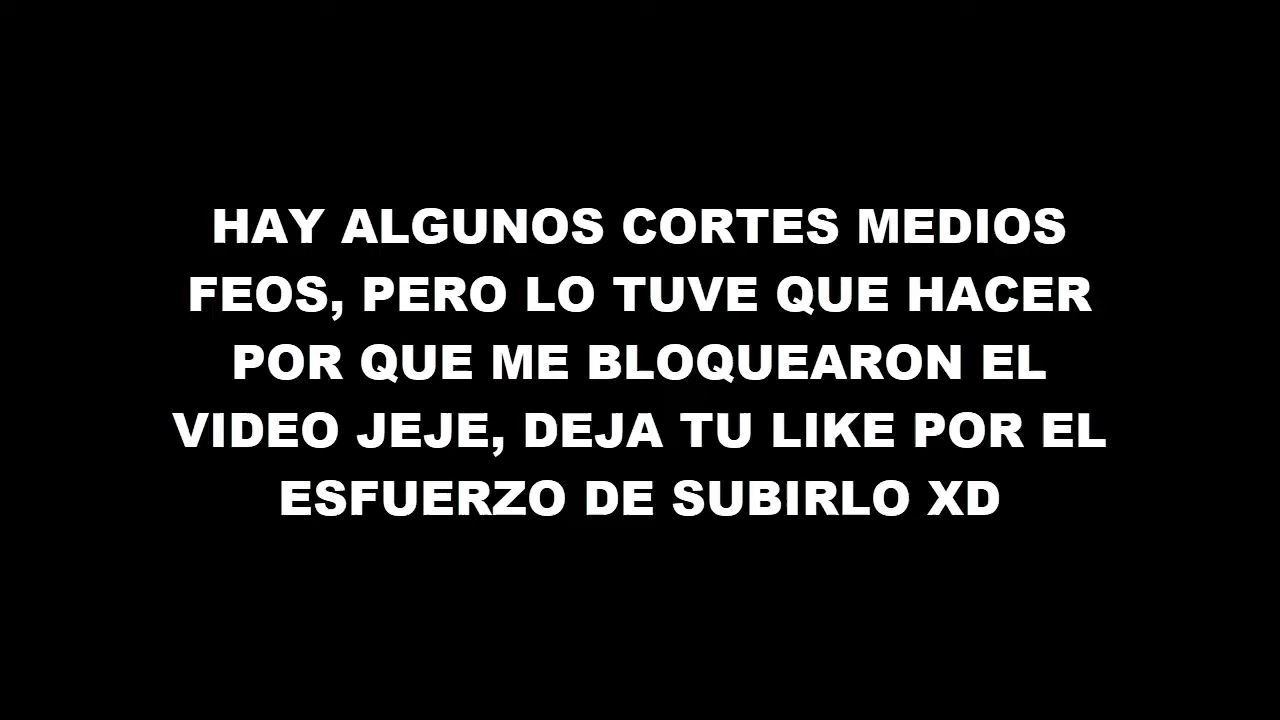 HAY ALGUNOS CORTES MEDIOS
FEOS, PERO LO TUVE QUE HACER
POR QUE ME BLOQUEARON EL
VIDEO JEJE, DEJA TU LIKE POR EL
ESFUERZO DE SUBIRLO XD